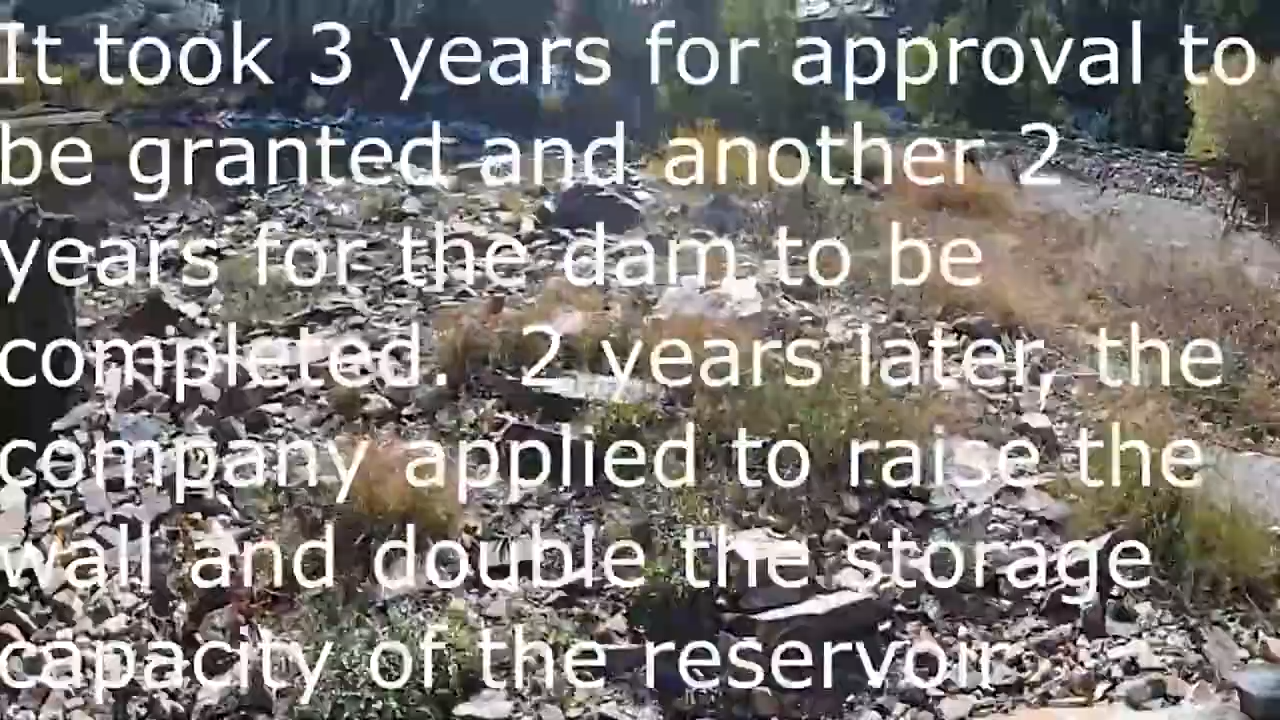 It took 3 years for approval to
be granted and another 2
years for the dam to be
completed.  2 years later, the
company applied to raise the
wall and double the storage
capacity of the reservoir